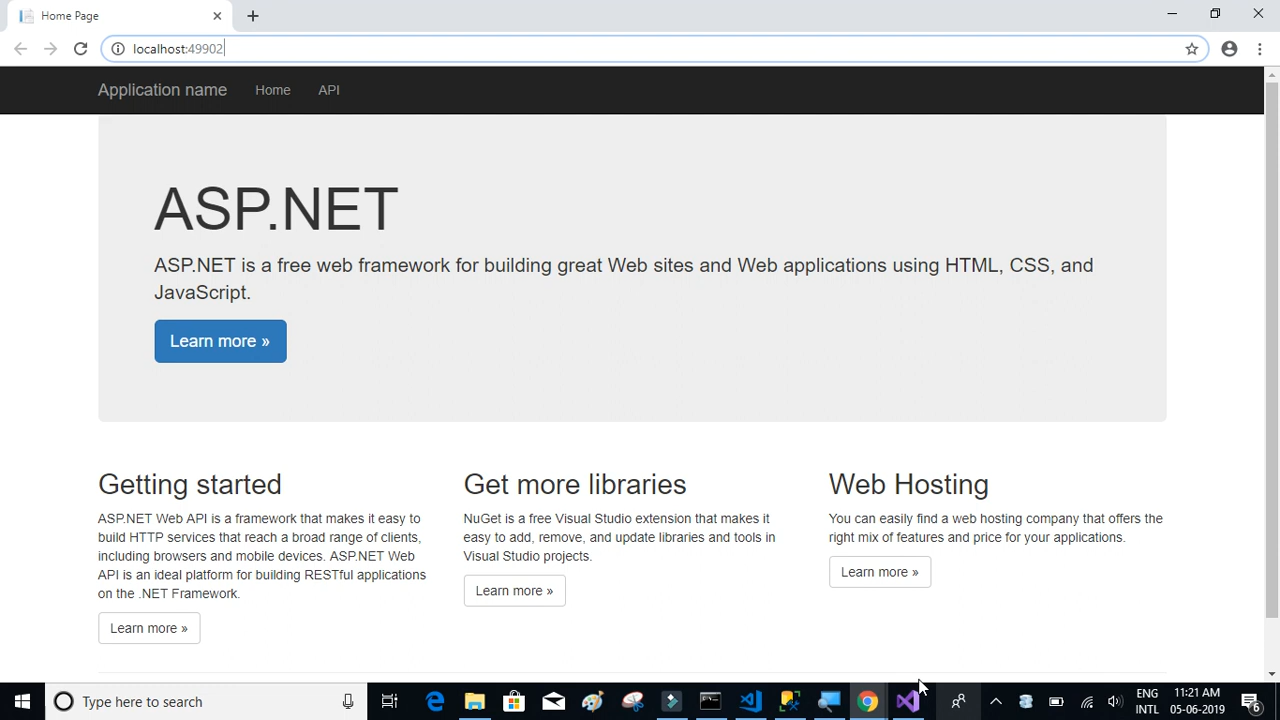 Home Page
localhost:49902
Application name
Home
API
ASP.NET
ASP.NET is a free web framework for building great Web sites and Web applications using HTML, CSS, and
JavaScript.
Learn more »
Getting started
ASP.NET Web API is a framework that makes it easy to
build HTTP services that reach a broad range of clients,
including browsers and mobile devices. ASP.NET Web
API is an ideal platform for building RESTful applications
on the .NET Framework.
Learn more »
Get more libraries
NuGet is a free Visual Studio extension that makes it
easy to add, remove, and update libraries and tools in
Visual Studio projects.
Learn more »
Web Hosting
You can easily find a web hosting company that offers the
right mix of features and price for your applications.
Learn more »
Type here to search
ENG
INTL
11:21 AM
05-06-2019
6